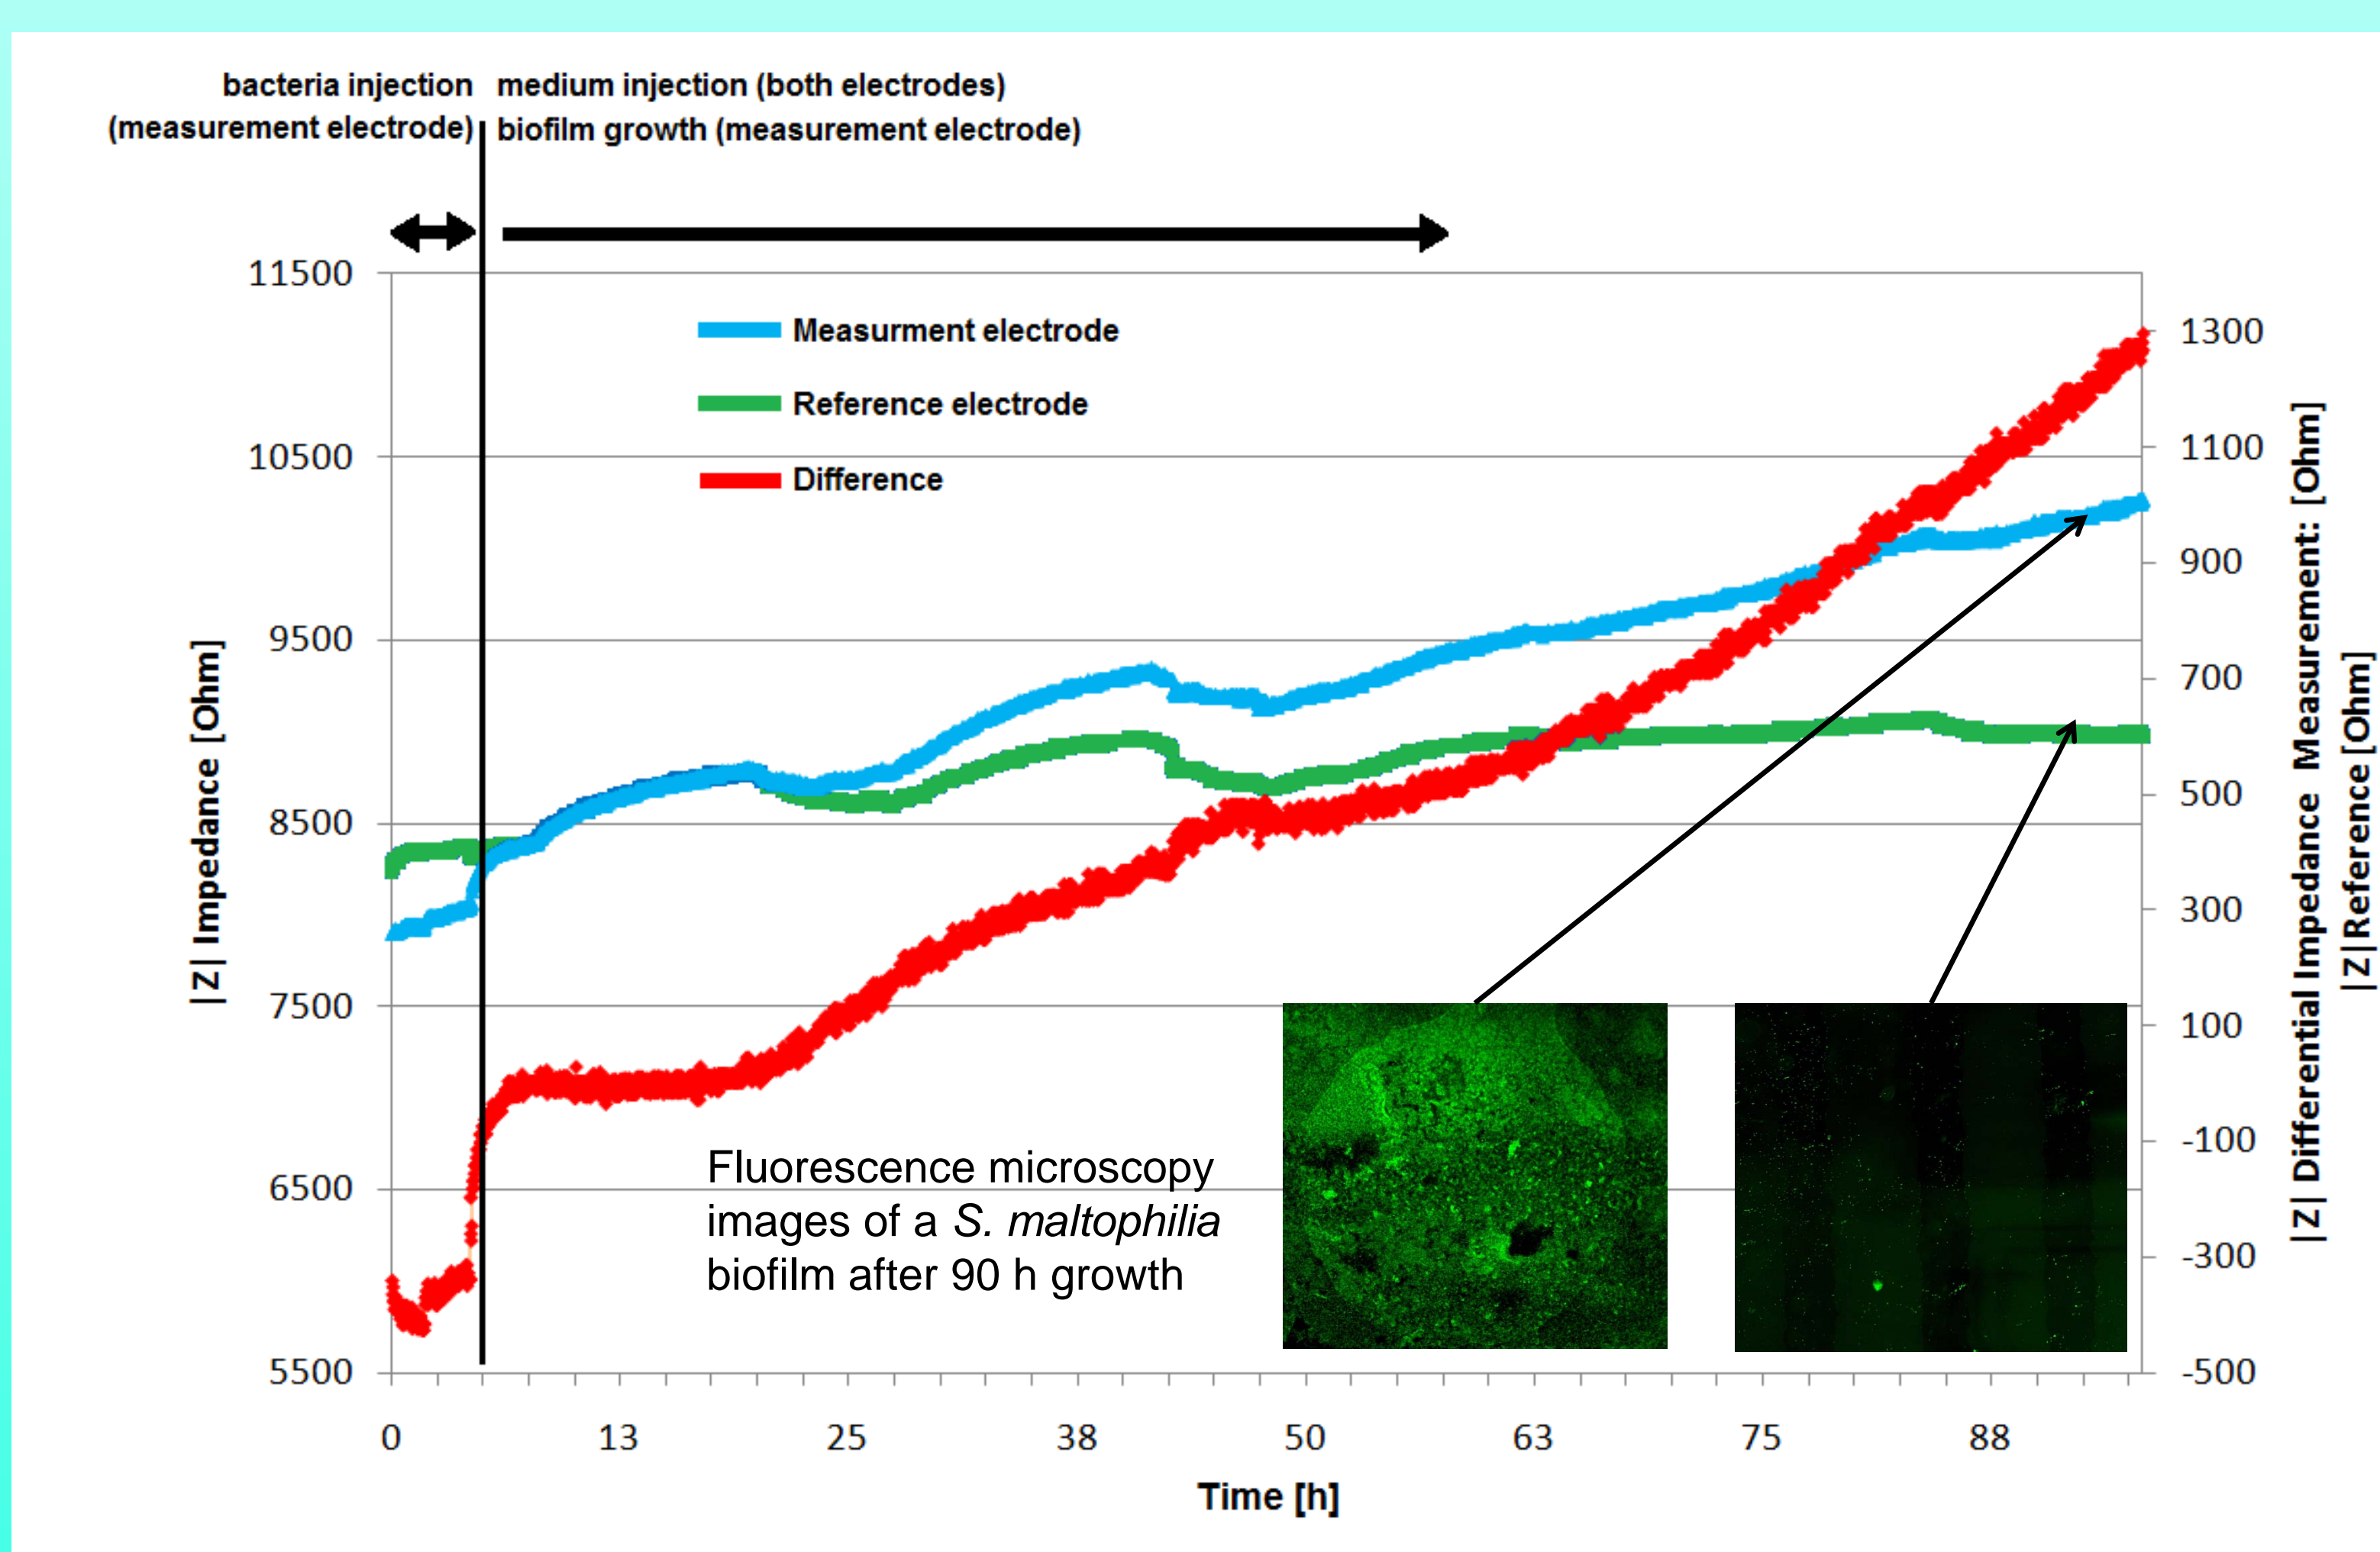 bacteria injection
(measurement electrode)
medium injection (both electrodes)
biofilm growth (measurement electrode)
11500
10500
9500
8500
7500
6500
5500
|Z| Impedance [Ohm]
Measurment electrode
Reference electrode
Difference
Fluorescence microscopy
images of a S. maltophilia
biofilm after 90 h growth
1300
1100
900
700
500
300
100
-100
-300
-500
|Z| Differential Impedance Measurement: [Ohm]
|Z|Reference [Ohm]
0
13
25
38
50
63
75
88
Time [h]